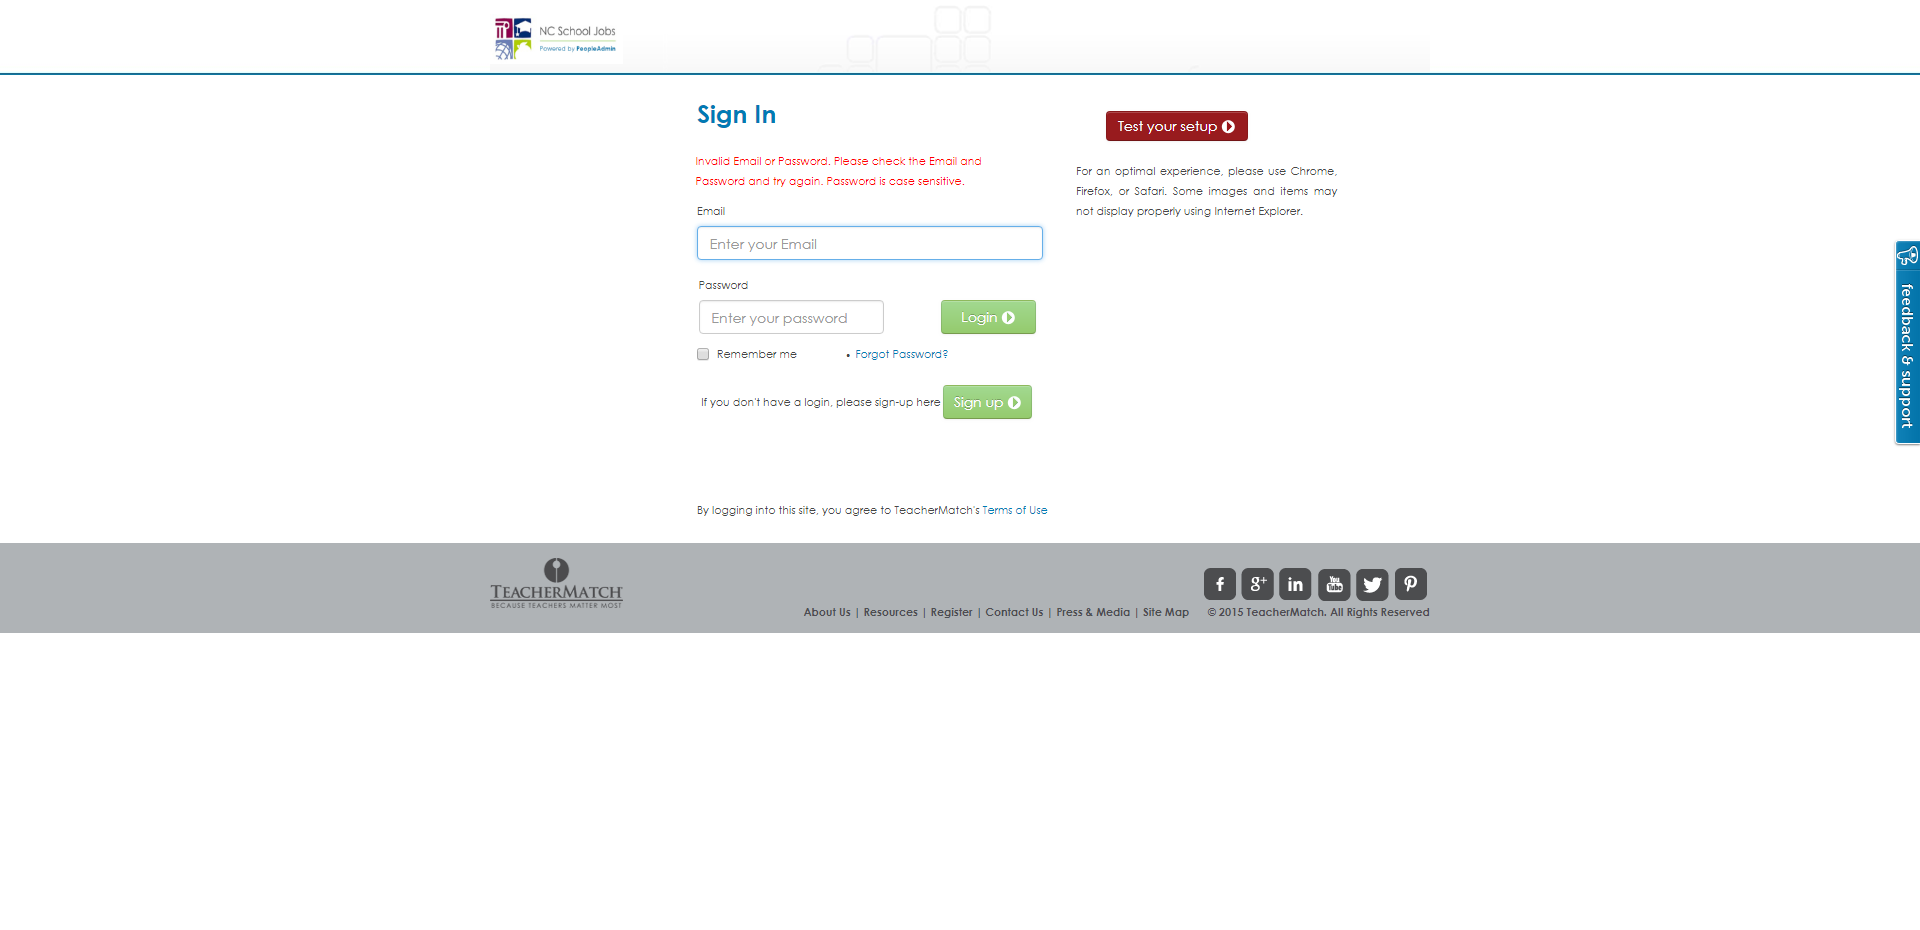 NC School Jobs
Powered by PeopleAdmin
Sign In
Test your setup
Invalid Email or Password. Please check the Email and
Password and try again. Password is case sensitive.
For an optimal experience, please use Chrome,
Firefox, or Safari. Some images and items may
not display properly using Internet Explorer.
Email
Enter your Email
Password
Enter your password
Login
Remember me
• Forgot Password?
If you don't have a login, please sign-up here
Sign up
feedback & support
By logging into this site, you agree to TeacherMatch's Terms of Use
TEACHERMATCH
BECAUSE TEACHERS MATTER MOST
f
g+
in
You Tube
About Us | Resources | Register | Contact Us | Press & Media | Site Map
© 2015 TeacherMatch. All Rights Reserved